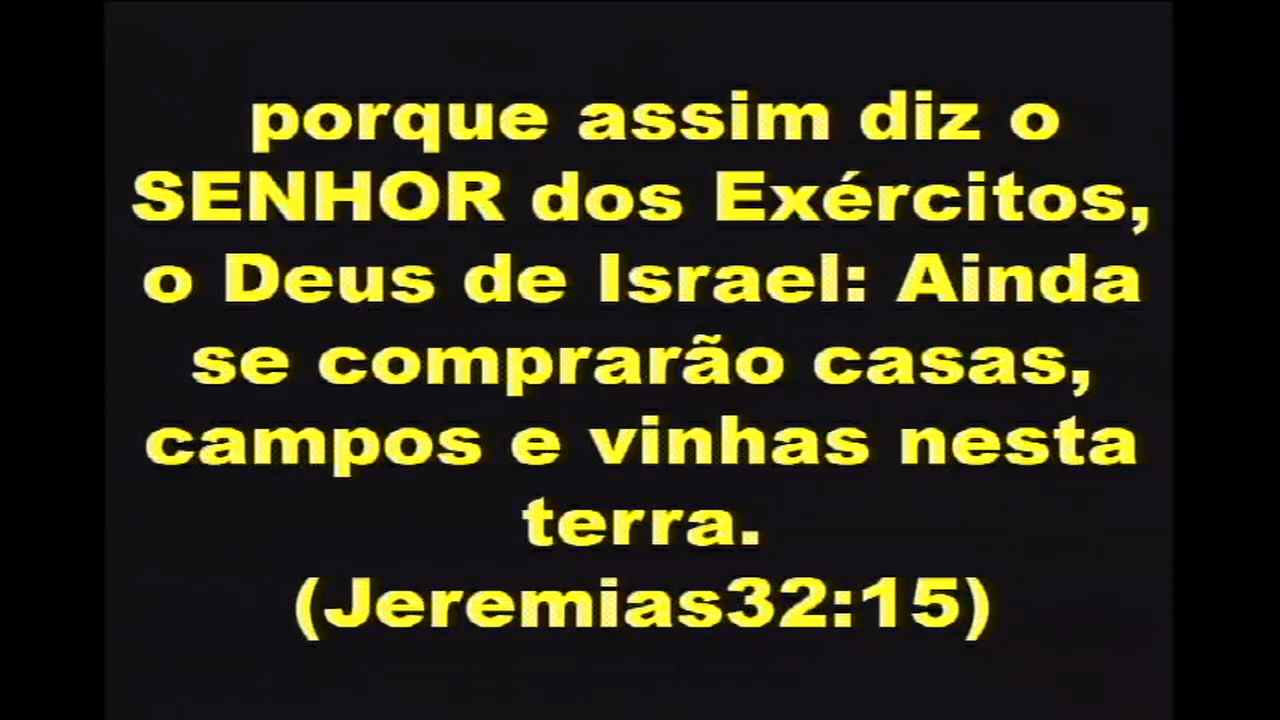 porque assim diz o
SENHOR dos Exércitos,
o Deus de Israel: Ainda
se comprarão casas,
campos e vinhas nesta
terra.
(Jeremias32:15)